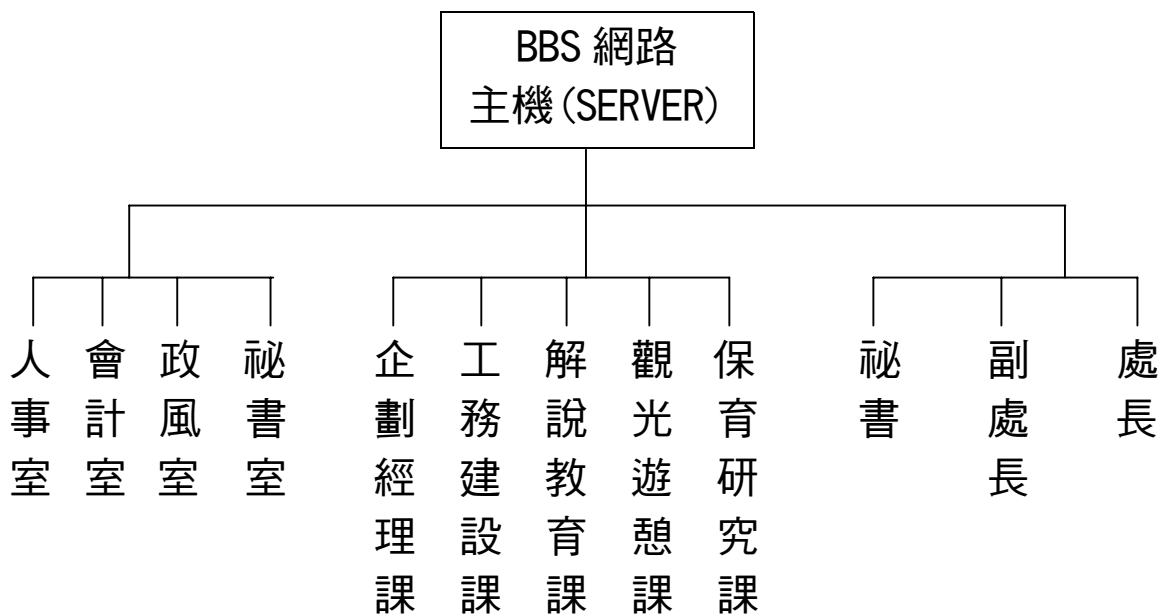 BBS 網路
主機(SERVER)
人事室
會計室
政風室
祕書室
企劃經理課
工務建設課
解說教育課
觀光遊憩課
保育研究課
祕書
副處長
處長